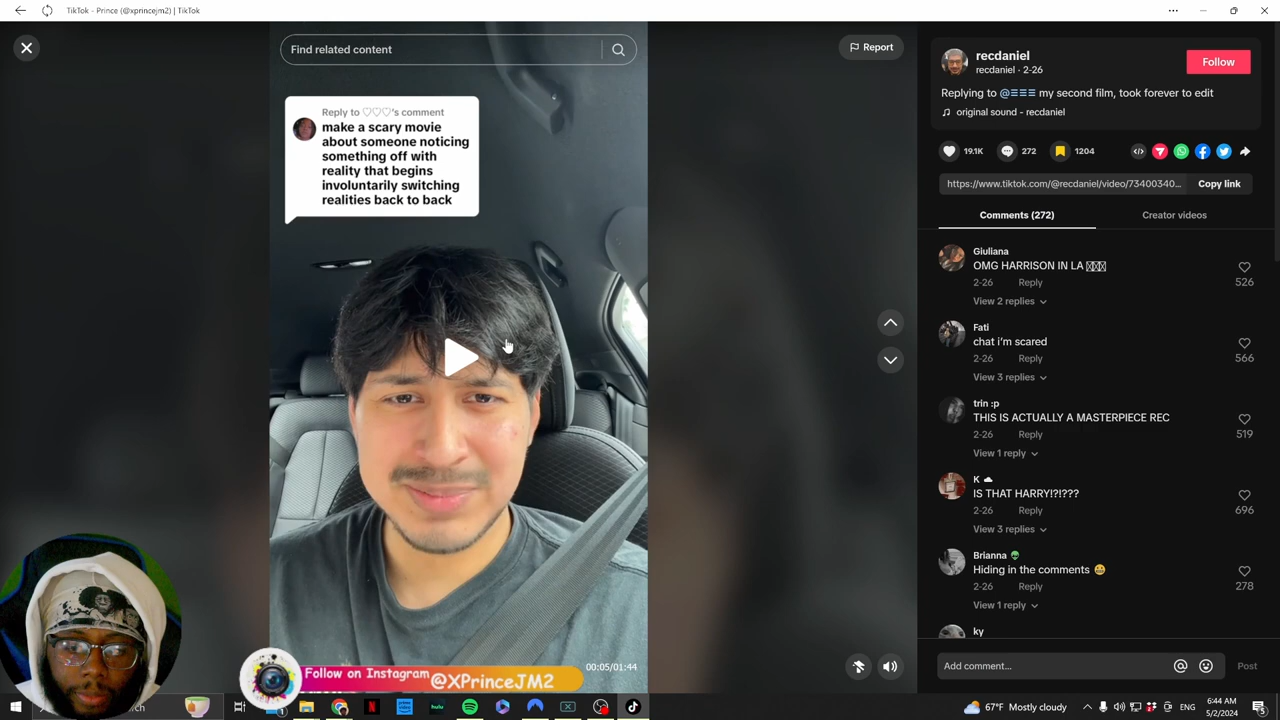 TikTok - Prince (@xprincejm2) | TikTok
Find related content
Report
Reply to ♡♡♡'s comment
make a scary movie
about someone noticing
something off with
reality that begins
involuntarily switching
realities back to back
00:05/01:44
Follow on Instagram
@XPrinceJM2
recdaniel
recdaniel · 2-26
Follow
Replying to @☰☰☰ my second film, took forever to edit
original sound - recdaniel
19.1K
272
1204
https://www.tiktok.com/@recdaniel/video/73400340...
Copy link
Comments (272)
Creator videos
Giuliana
OMG HARRISON IN LA
526
2-26
Reply
View 2 replies
Fati
chat i'm scared
566
2-26
Reply
View 3 replies
trin :p
THIS IS ACTUALLY A MASTERPIECE REC
519
2-26
Reply
View 1 reply
K ☁
IS THAT HARRY!?!???
696
2-26
Reply
View 3 replies
Brianna 👽
Hiding in the comments 😅
278
2-26
Reply
View 1 reply
ky
Add comment...
Post
hulu
67°F Mostly cloudy
ENG
6:44 AM
5/2/2024